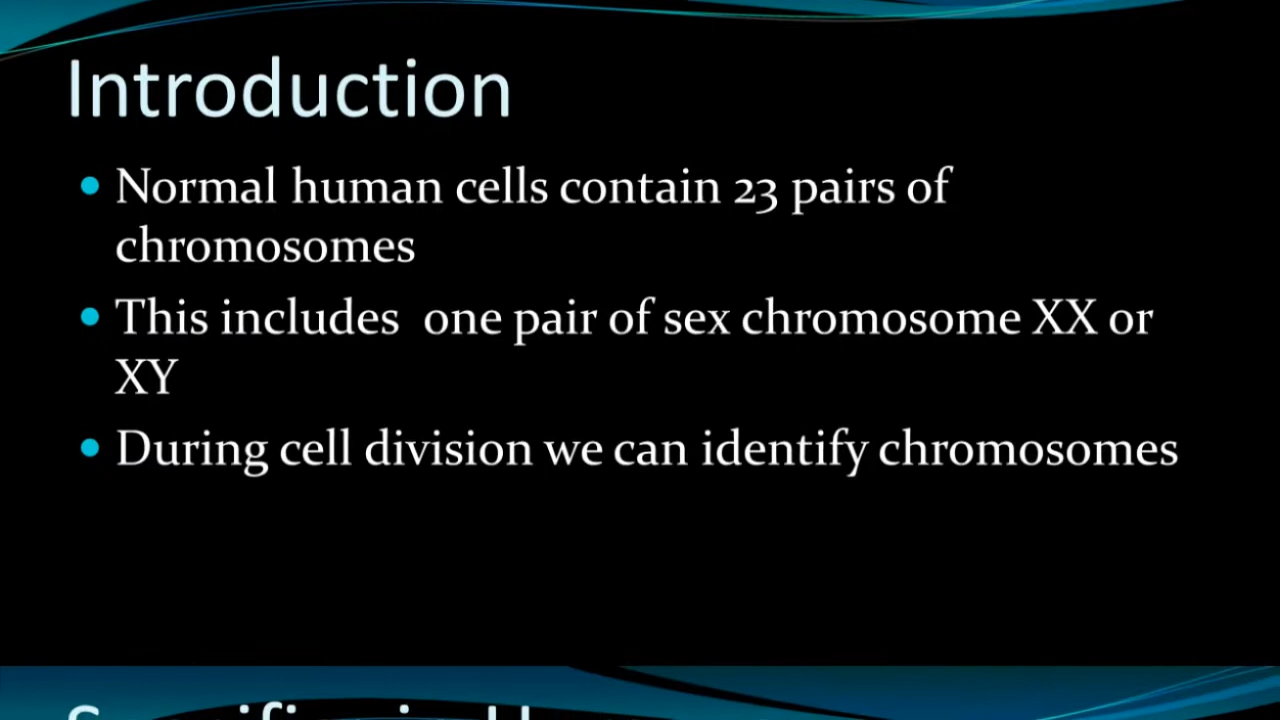 Introduction
• Normal human cells contain 23 pairs of
chromosomes
• This includes  one pair of sex chromosome XX or
XY
• During cell division we can identify chromosomes